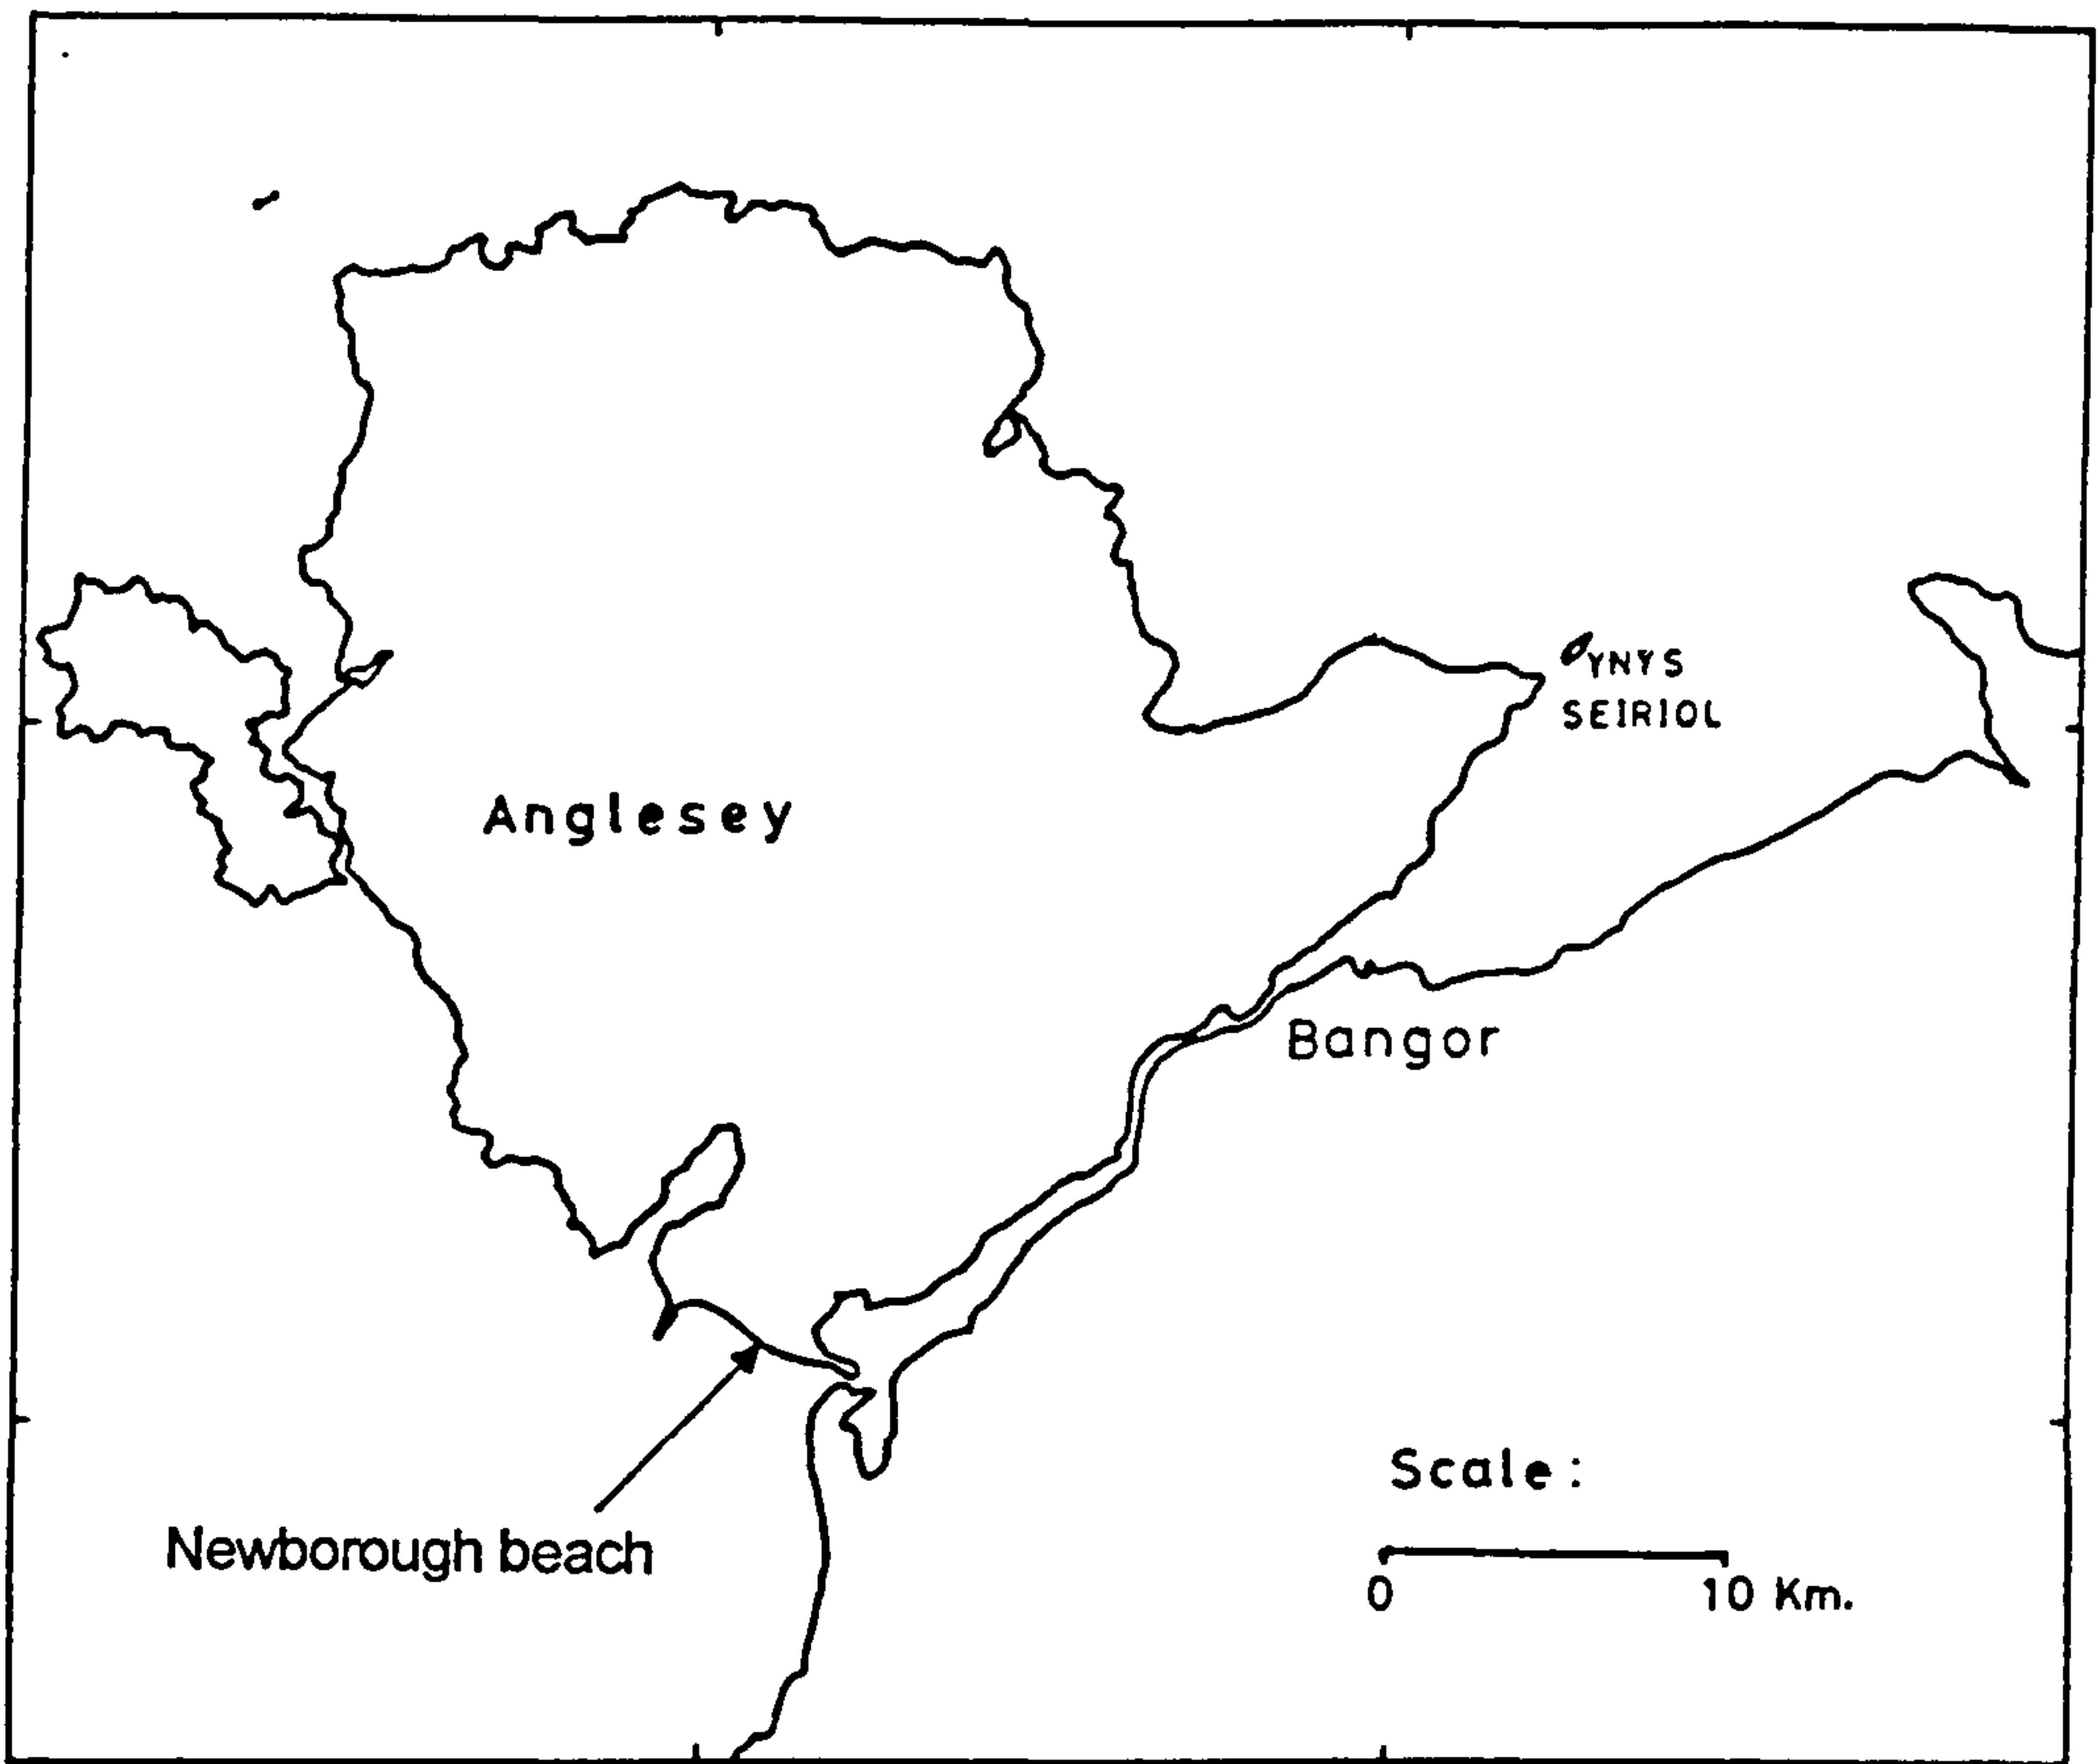 YNYS
SEIRIOL
Anglesey
Bangor
Scale :
Newborough beach
0 10 Km.